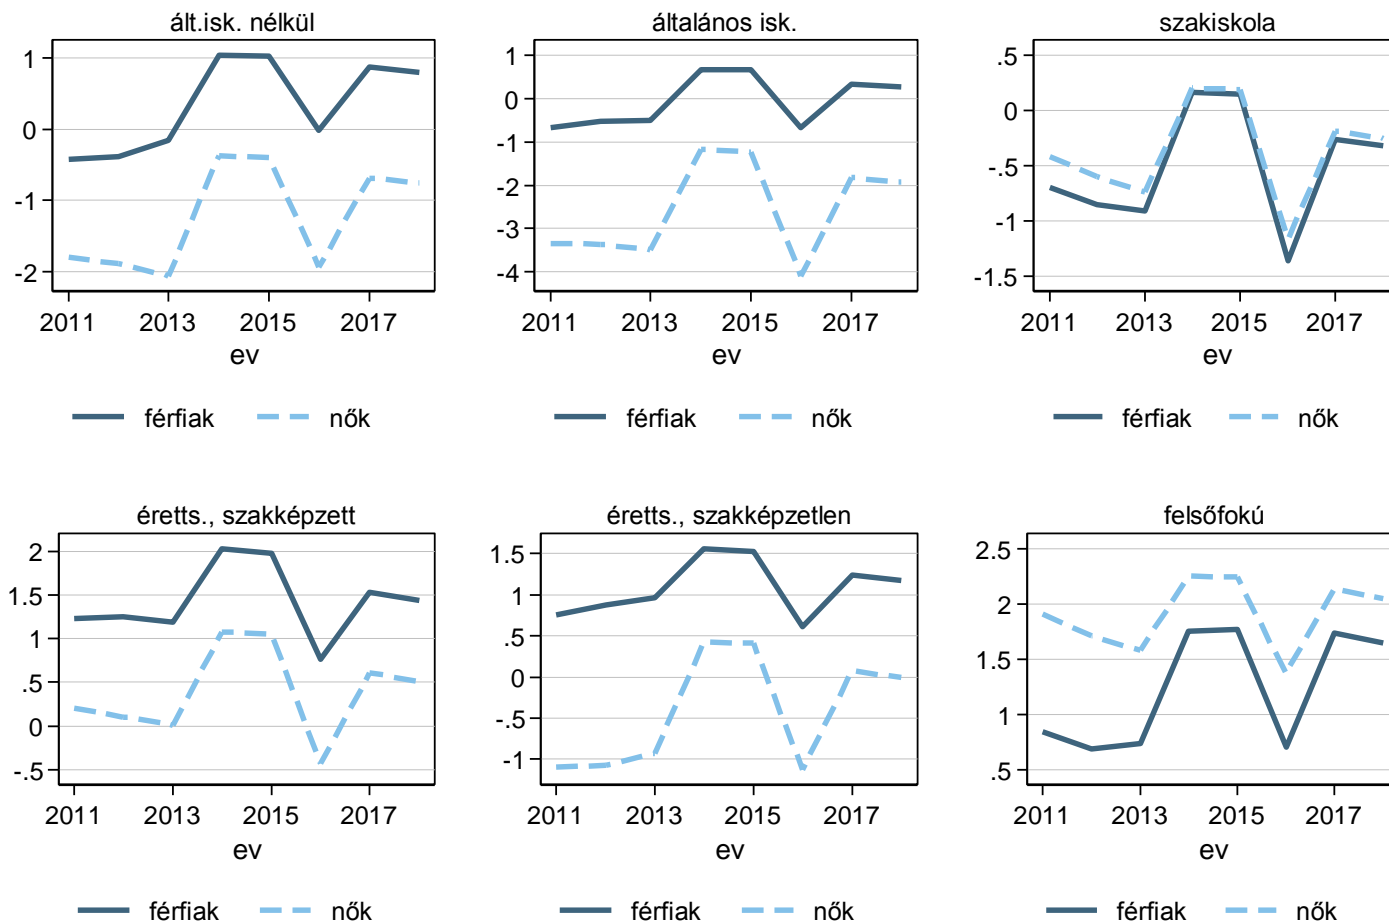 ált.isk. nélkül
1
0
-1
-2
2011 2013 2015 2017
ev
férfiak nők
általános isk.
1
0
-1
-2
-3
-4
2011 2013 2015 2017
ev
férfiak nők
szakiskola
.5
0
-.5
-1
-1.5
2011 2013 2015 2017
ev
férfiak nők
éretts., szakképzett
2
1.5
1
.5
0
-.5
2011 2013 2015 2017
ev
férfiak nők
éretts., szakképzetlen
1.5
1
.5
0
-.5
-1
2011 2013 2015 2017
ev
férfiak nők
felsőfokú
2.5
2
1.5
1
.5
2011 2013 2015 2017
ev
férfiak nők